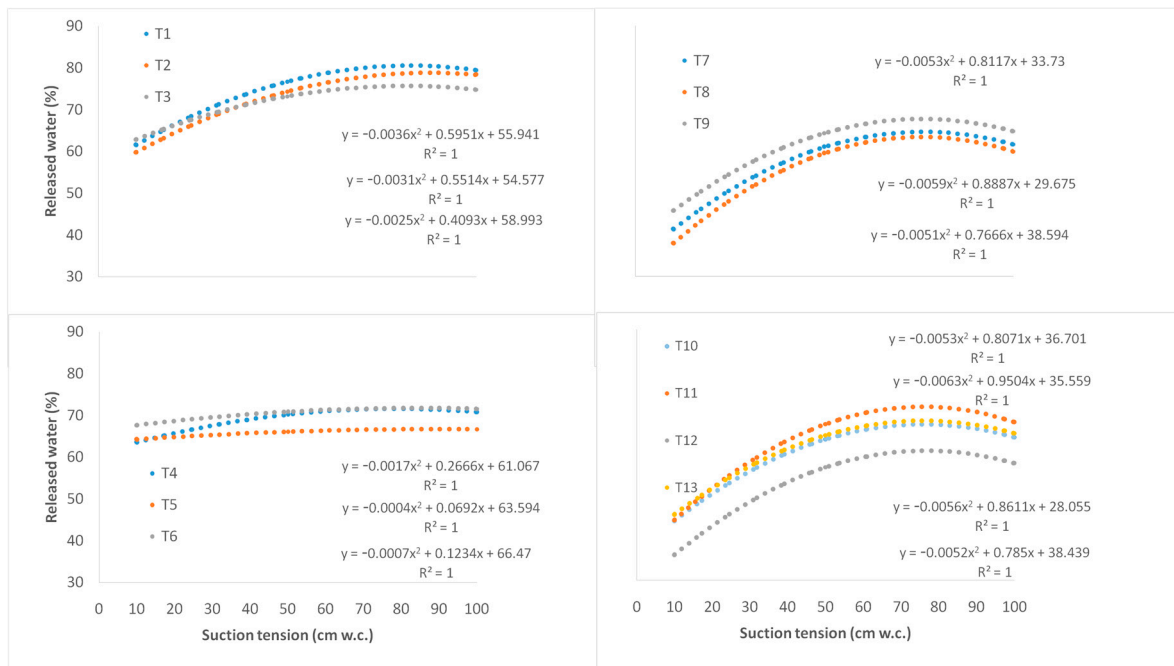 90
80
70
60
50
40
30
Released water (%)
T1
T2
T3
y = −0.0036x² + 0.5951x + 55.941
R² = 1
y = −0.0031x² + 0.5514x + 54.577
R² = 1
y = −0.0025x² + 0.4093x + 58.993
R² = 1
T7
T8
T9
y = −0.0053x² + 0.8117x + 33.73
R² = 1
y = −0.0059x² + 0.8887x + 29.675
R² = 1
y = −0.0051x² + 0.7666x + 38.594
R² = 1
90
80
70
60
50
40
30
Released water (%)
T4
T5
T6
y = −0.0017x² + 0.2666x + 61.067
R² = 1
y = −0.0004x² + 0.0692x + 63.594
R² = 1
y = −0.0007x² + 0.1234x + 66.47
R² = 1
0 10 20 30 40 50 60 70 80 90 100
Suction tension (cm w.c.)
T10
T11
T12
T13
y = −0.0053x² + 0.8071x + 36.701
R² = 1
y = −0.0063x² + 0.9504x + 35.559
R² = 1
y = −0.0056x² + 0.8611x + 28.055
R² = 1
y = −0.0052x² + 0.785x + 38.439
R² = 1
0 10 20 30 40 50 60 70 80 90 100
Suction tension (cm w.c.)